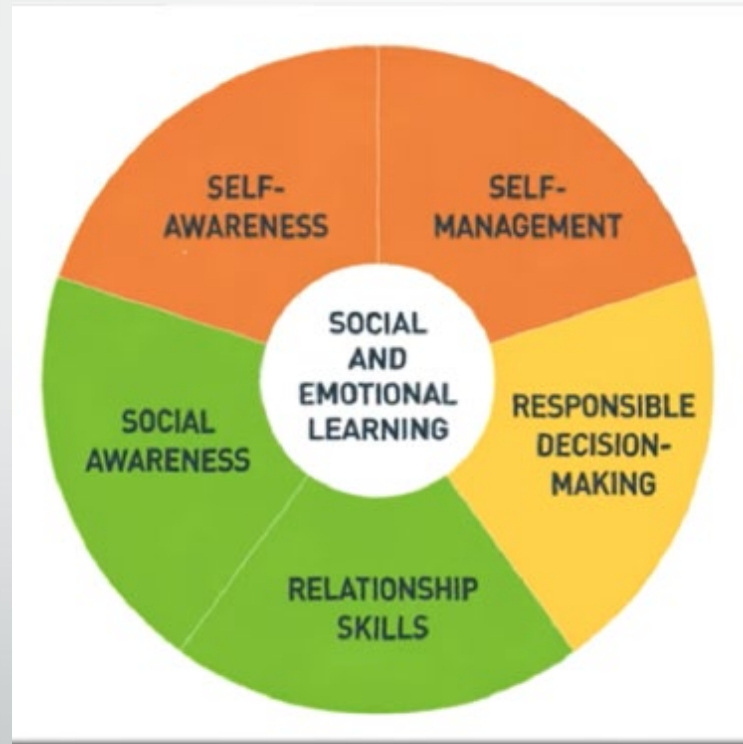 SELF-
AWARENESS
SELF-
MANAGEMENT
SOCIAL
AND
EMOTIONAL
LEARNING
RESPONSIBLE
DECISION-
MAKING
SOCIAL
AWARENESS
RELATIONSHIP
SKILLS